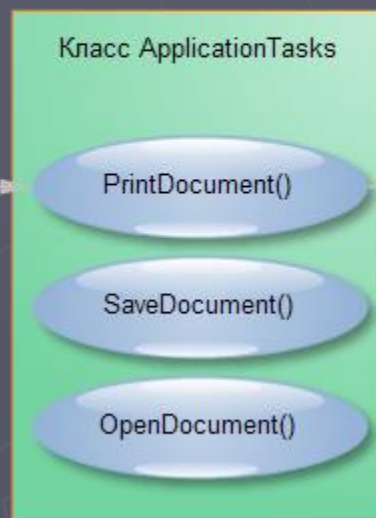 Класс ApplicationTasks
PrintDocument()
SaveDocument()
OpenDocument()